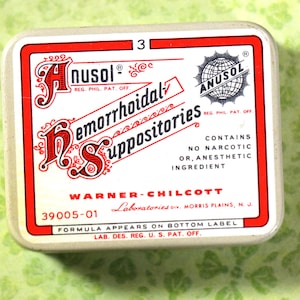 3
Anusol®
REG. PHIL. PAT. OFF.
ANUSOL
REG. PHIL. PAT. OFF.
Hemorrhoidal
Suppositories
CONTAINS
NO NARCOTIC
OR, ANESTHETIC
INGREDIENT
WARNER-CHILCOTT
Laboratories MORRIS PLAINS, N. J.
39005-01
FORMULA APPEARS ON BOTTOM LABEL
LAB. DES. REG. U. S. PAT. OFF.